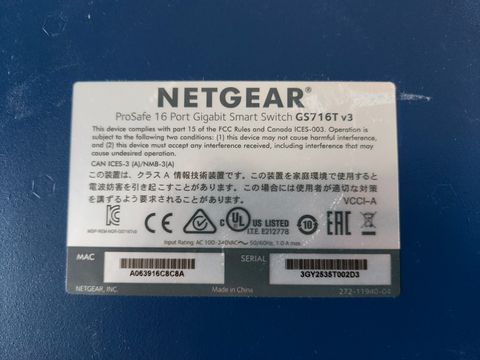 NETGEAR®
ProSafe 16 Port Gigabit Smart Switch GS716T v3
This device complies with part 15 of the FCC Rules and Canada ICES-003. Operation is
subject to the following two conditions: (1) this device may not cause harmful interference,
and (2) this device must accept any interference received, including interference that
may cause undesired operation.
CAN ICES-3 (A)/NMB-3(A)
この装置は、クラス A 情報技術装置です。この装置を家庭環境で使用すると
電波妨害を引き起こすことがあります。この場合には使用者が適切な対策
を講ずるよう要求されることがあります。 VCCI-A
CE C UL US LISTED 10 EAC
I.T.E. E212778
Input Rating: AC 100-240VAC~ 50/60Hz, 1.0 A max
MAC SERIAL
A063916C8C8A 3GY2535T002D3
NETGEAR, INC. Made in China 272-11940-04